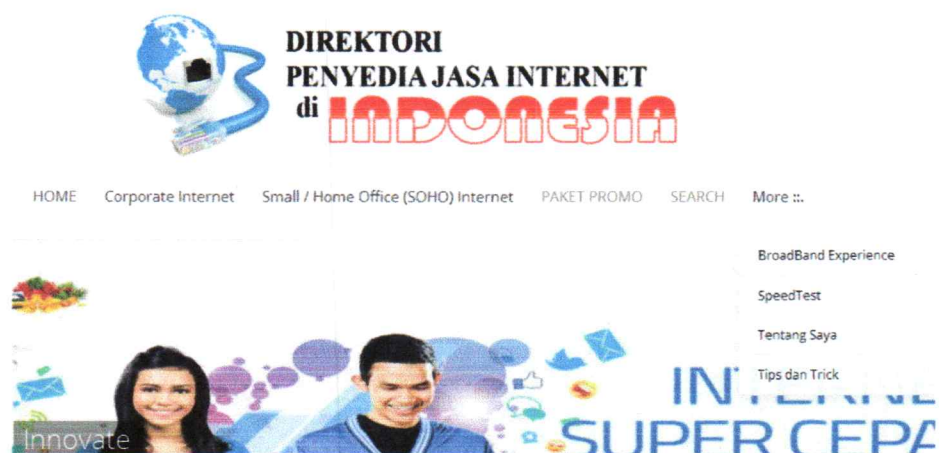 DIREKTORI
PENYEDIA JASA INTERNET
di INDONESIA
HOME Corporate Internet Small / Home Office (SOHO) Internet PAKET PROMO SEARCH More ::.
BroadBand Experience
SpeedTest
Tentang Saya
Tips dan Trick
Innovate
SUPER CEPA